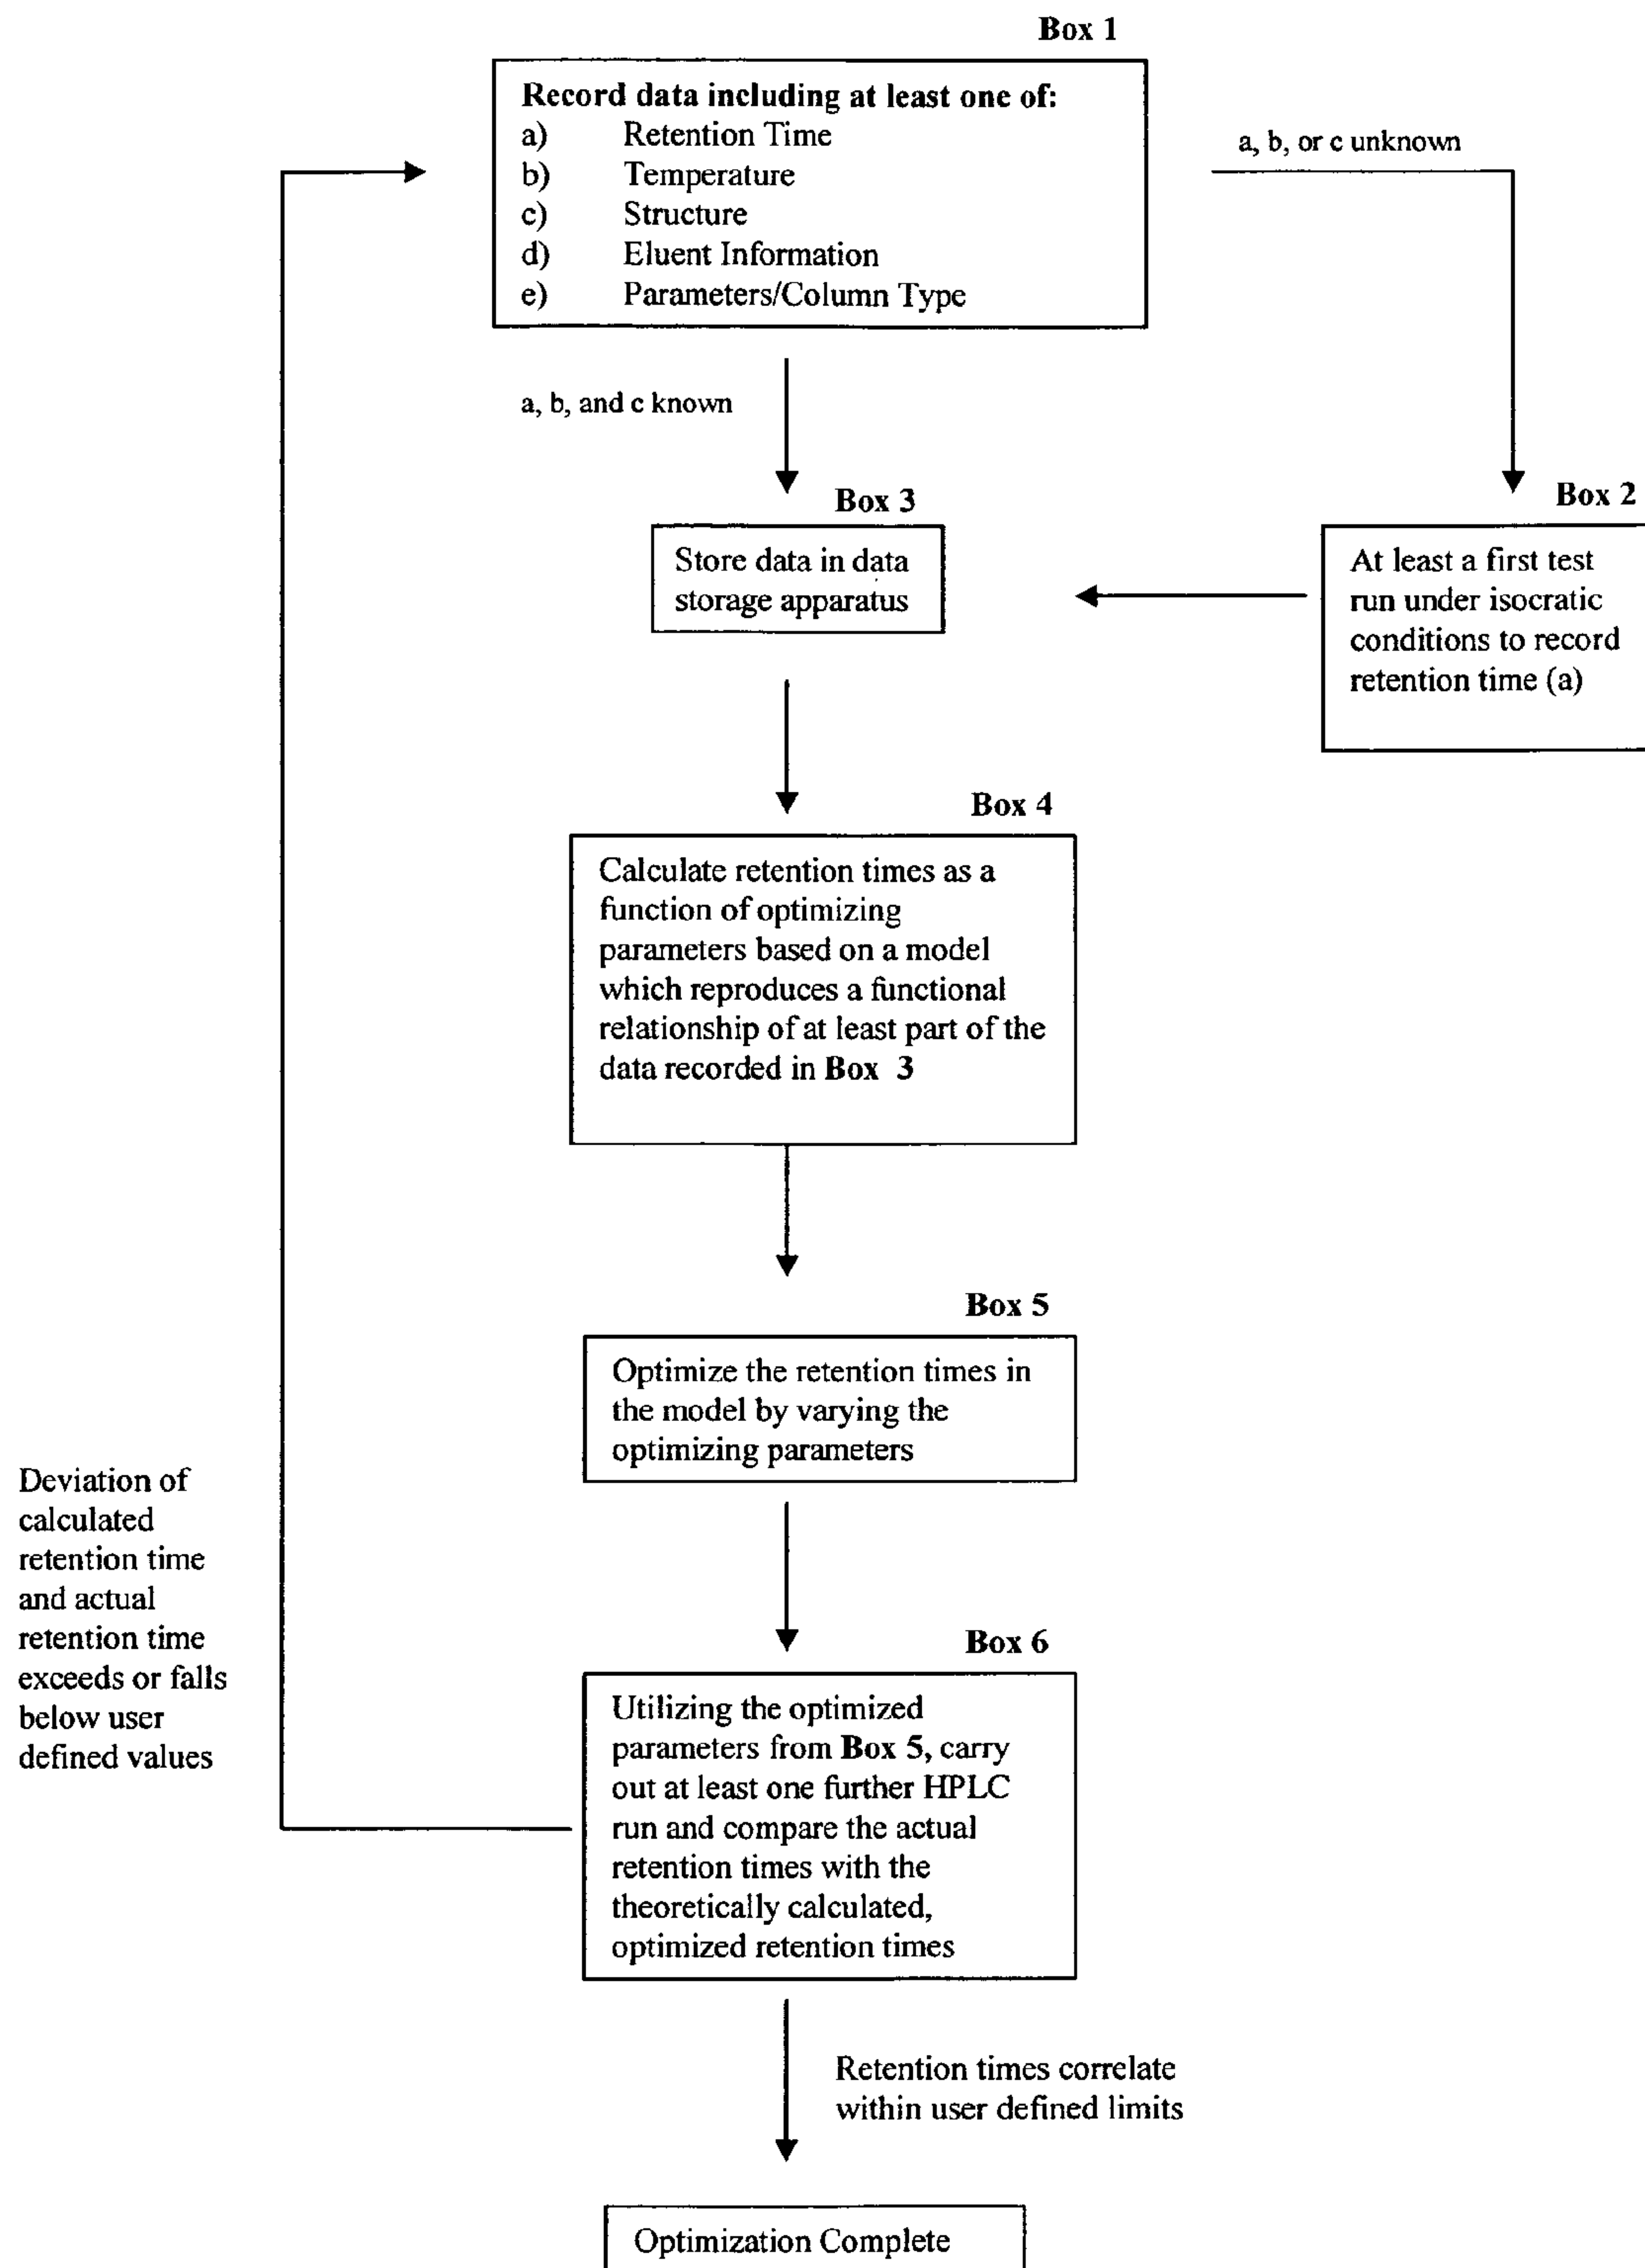 Box 1
Record data including at least one of:
a) Retention Time
b) Temperature
c) Structure
d) Eluent Information
e) Parameters/Column Type
a, b, or c unknown
a, b, and c known
Box 3
Store data in data
storage apparatus
Box 2
At least a first test
run under isocratic
conditions to record
retention time (a)
Box 4
Calculate retention times as a
function of optimizing
parameters based on a model
which reproduces a functional
relationship of at least part of the
data recorded in Box 3
Box 5
Optimize the retention times in
the model by varying the
optimizing parameters
Deviation of
calculated
retention time
and actual
retention time
exceeds or falls
below user
defined values
Box 6
Utilizing the optimized
parameters from Box 5, carry
out at least one further HPLC
run and compare the actual
retention times with the
theoretically calculated,
optimized retention times
Retention times correlate
within user defined limits
Optimization Complete